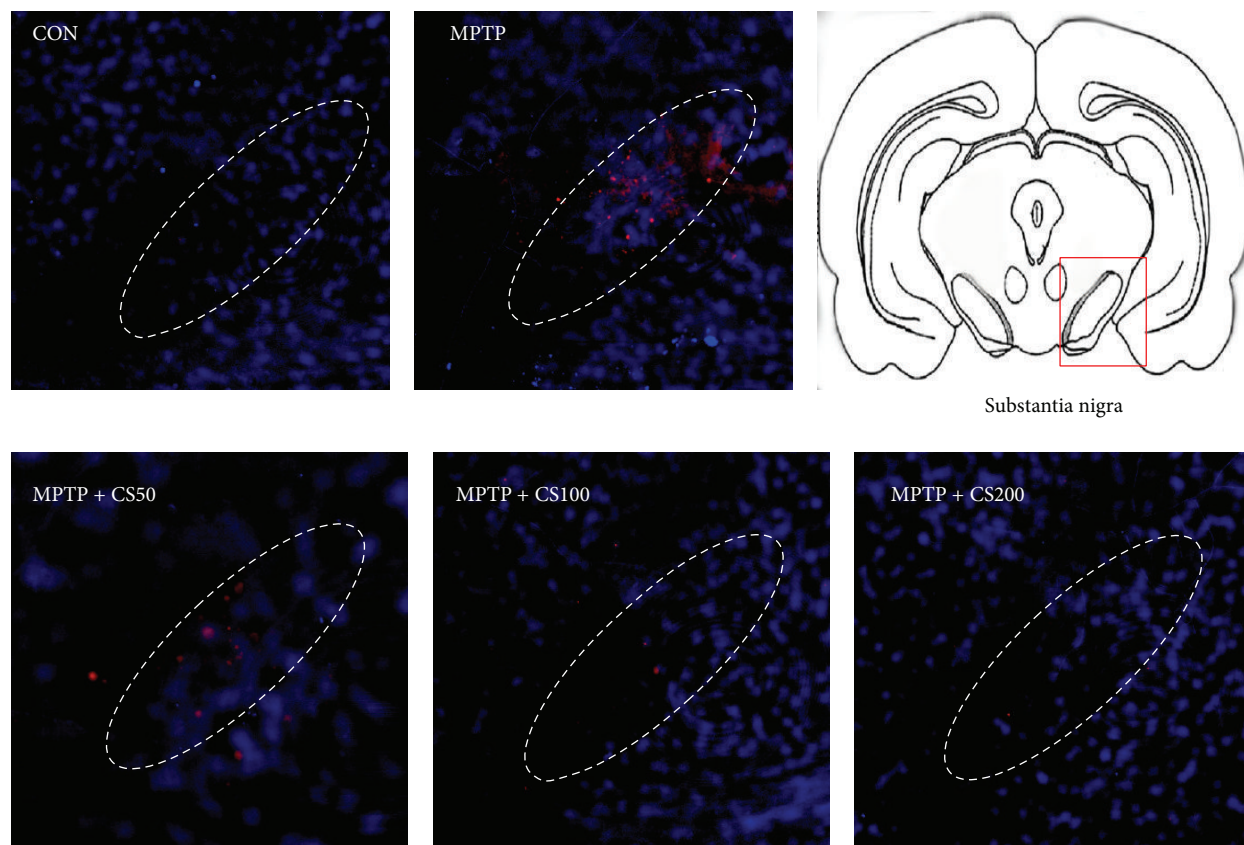 CON
MPTP
Substantia nigra
MPTP + CS50
MPTP + CS100
MPTP + CS200